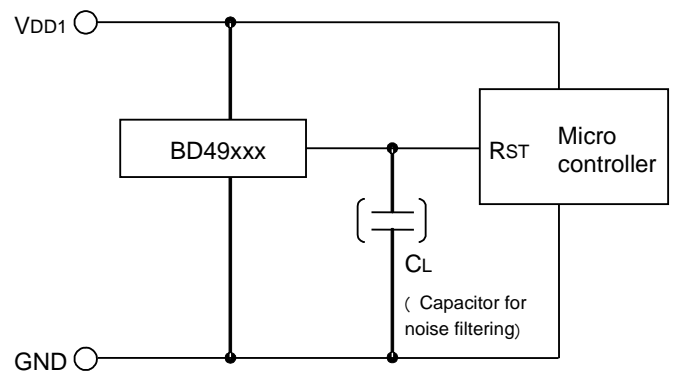 VDD1
BD49xxx
RST
Micro
controller
CL
( Capacitor for
noise filtering)
GND